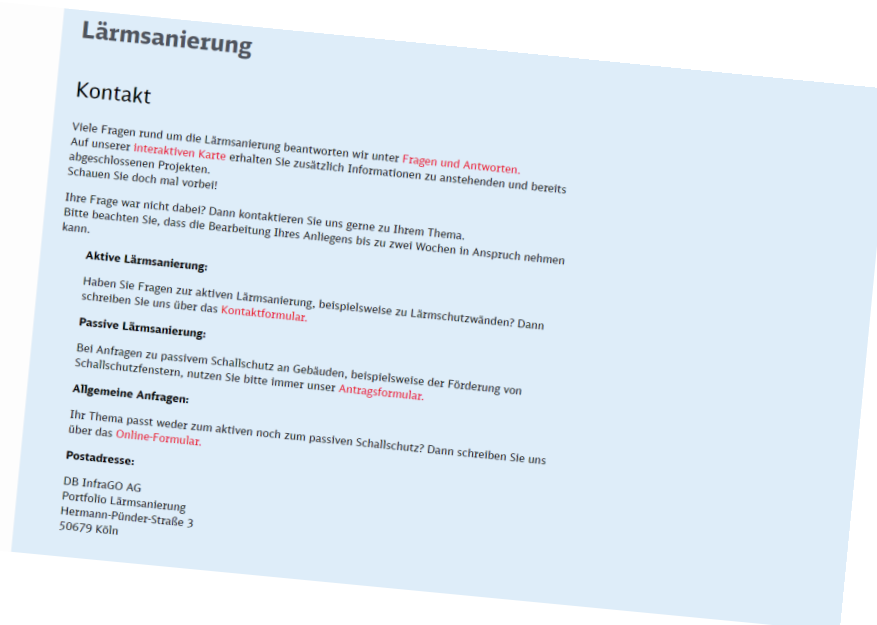 Lärmsanierung
Kontakt
Viele Fragen rund um die Lärmsanierung beantworten wir unter Fragen und Antworten.
Auf unserer interaktiven Karte erhalten Sie zusätzlich Informationen zu anstehenden und bereits
abgeschlossenen Projekten.
Schauen Sie doch mal vorbei!
Ihre Frage war nicht dabei? Dann kontaktieren Sie uns gerne zu Ihrem Thema.
Bitte beachten Sie, dass die Bearbeitung Ihres Anliegens bis zu zwei Wochen in Anspruch nehmen
kann.
Aktive Lärmsanierung:
Haben Sie Fragen zur aktiven Lärmsanierung, beispielsweise zu Lärmschutzwänden? Dann
schreiben Sie uns über das Kontaktformular.
Passive Lärmsanierung:
Bei Anfragen zu passivem Schallschutz an Gebäuden, beispielsweise der Förderung von
Schallschutzfenstern, nutzen Sie bitte immer unser Antragsformular.
Allgemeine Anfragen:
Ihr Thema passt weder zum aktiven noch zum passiven Schallschutz? Dann schreiben Sie uns
über das Online-Formular.
Postadresse:
DB InfraGO AG
Portfolio Lärmsanierung
Hermann-Pünder-Straße 3
50679 Köln